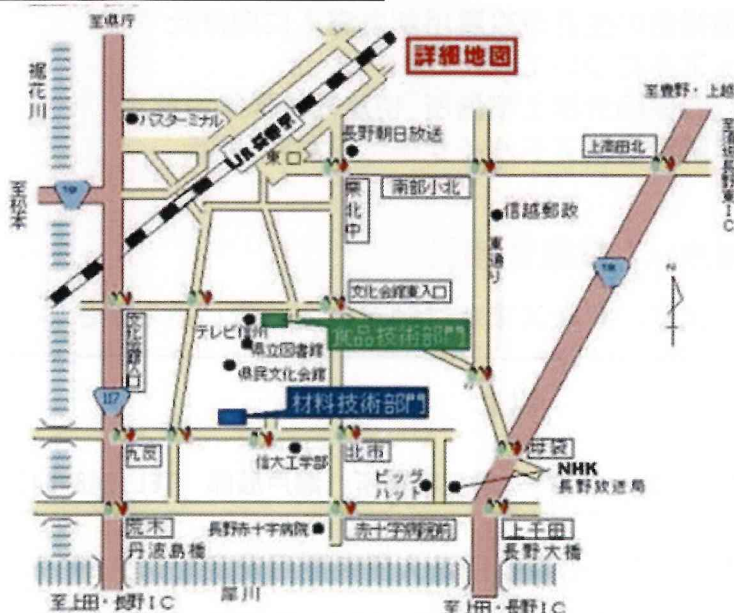 至県庁
詳細地図
裾花川
バスターミナル
JR長野駅
東口
長野朝日放送
至豊野・上越
上高田北
至須坂長野東IC
至松本
県北中
南部小北
信越郵政
東通り
文化会館東入口
テレビ信州
食品技術部門
県立図書館
県民文化会館
117
材料技術部門
九反
信大工学部
北市
母袋
ビッグ
ハット
NHK
長野放送局
荒木
丹波島橋
長野赤十字病院
赤十字病院前
上千田
長野大橋
至上田・長野IC
犀川
至上田・長野IC